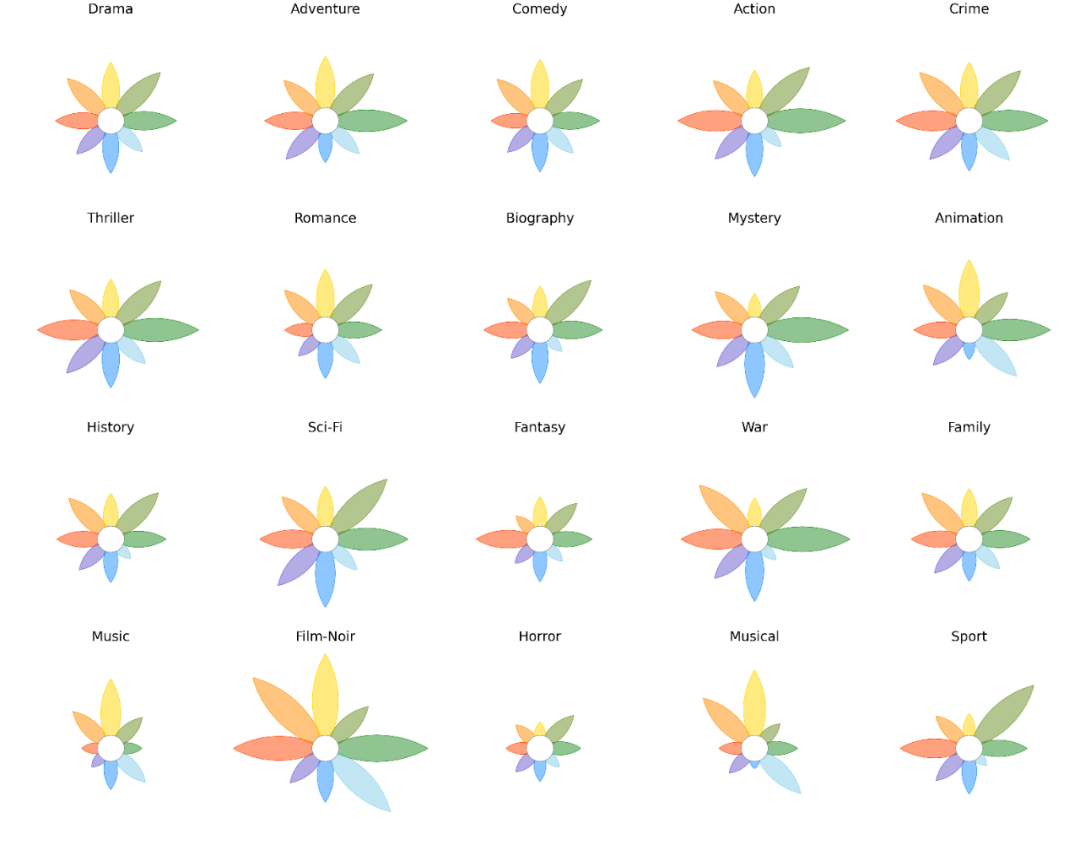 Drama Adventure Comedy Action Crime
Thriller Romance Biography Mystery Animation
History Sci-Fi Fantasy War Family
Music Film-Noir Horror Musical Sport